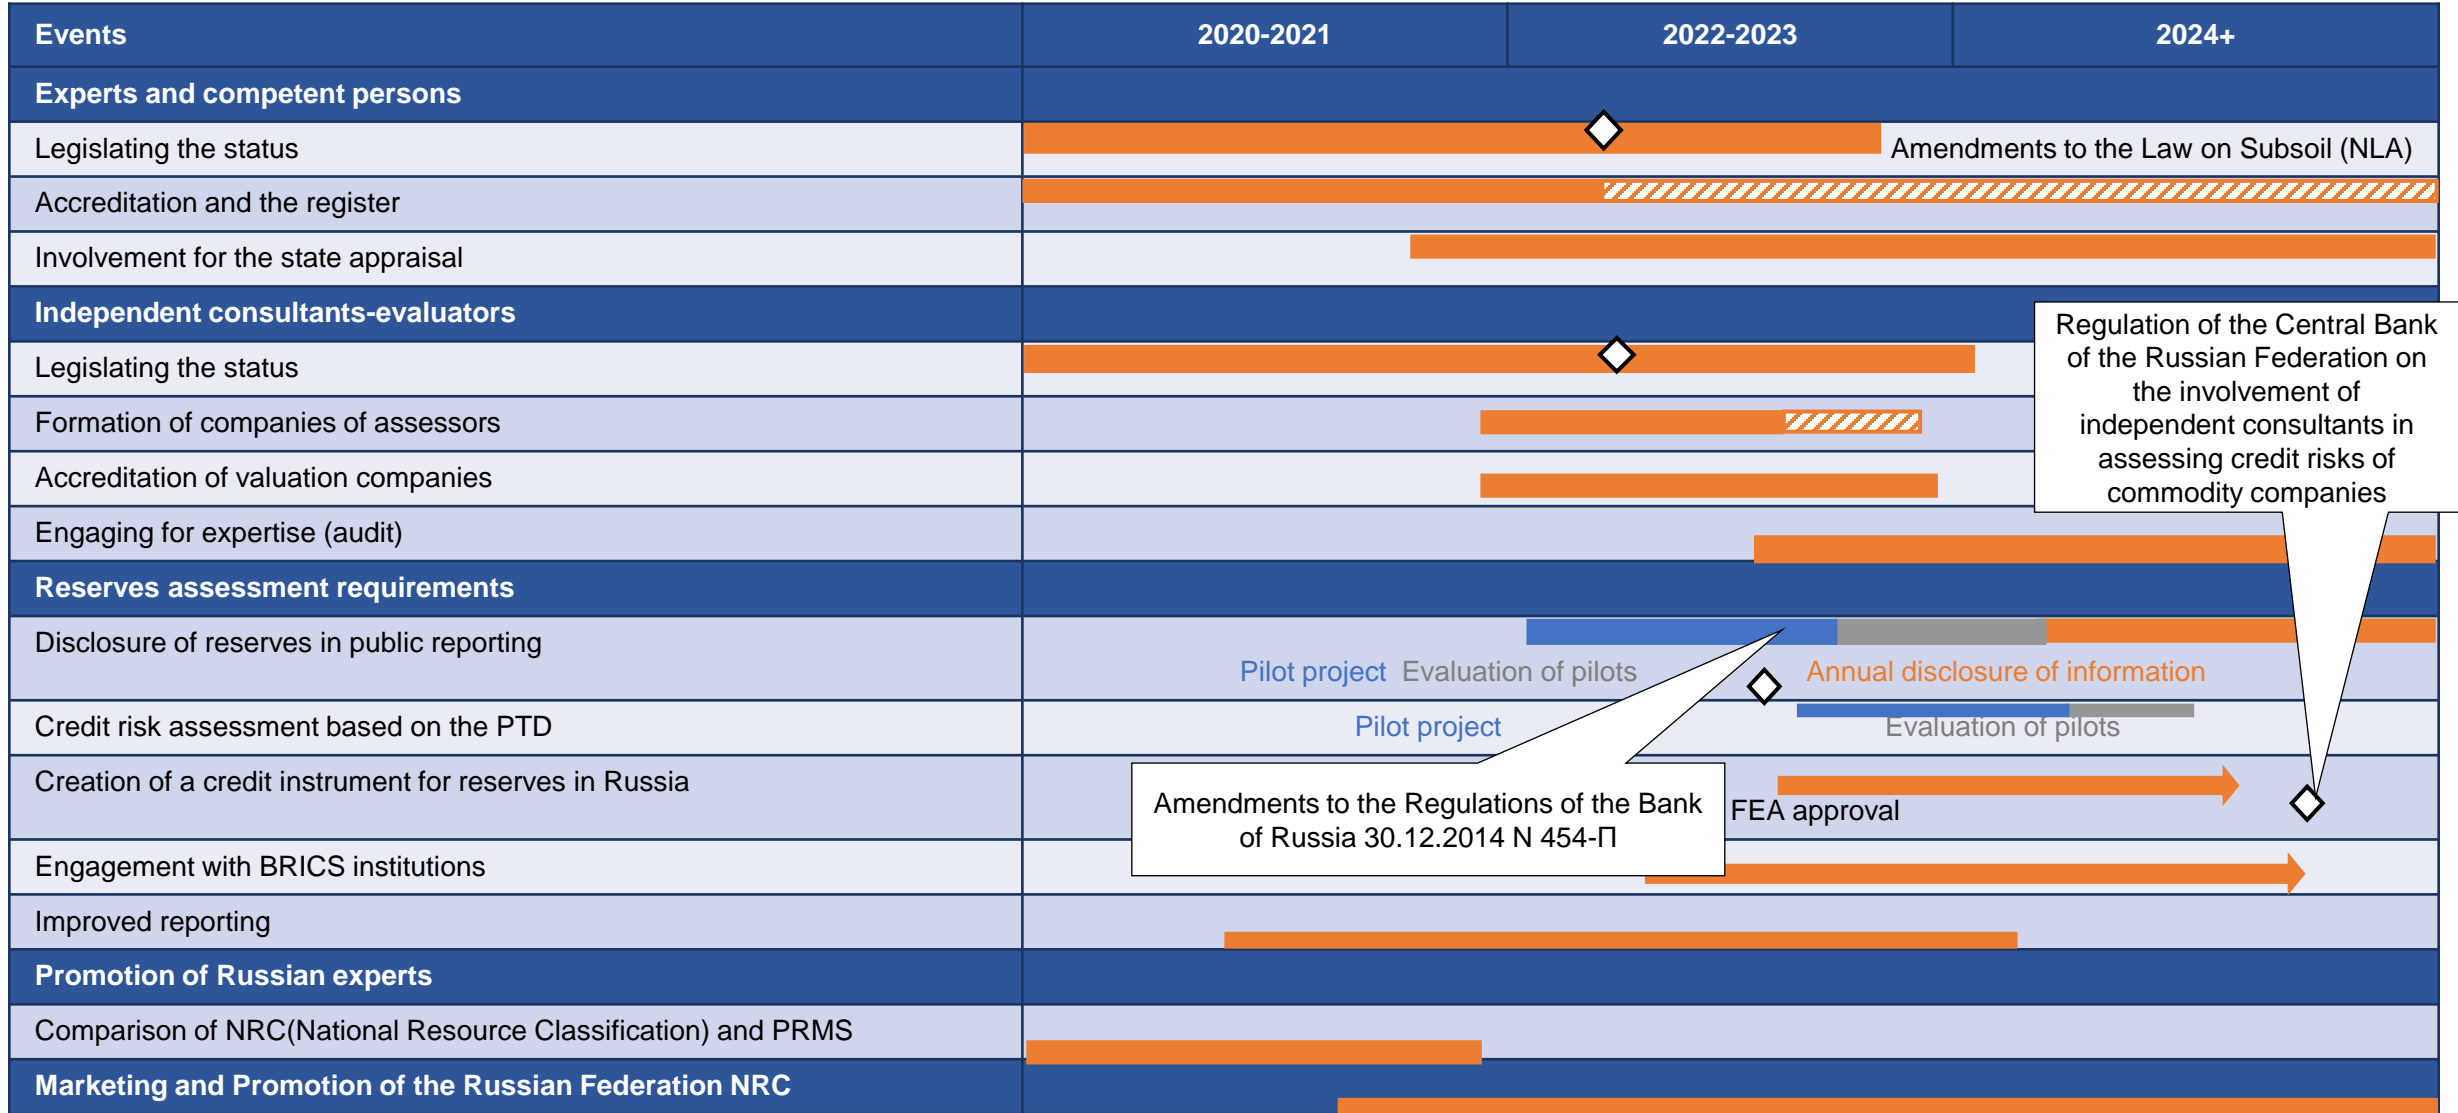 Events
2020-2021
2022-2023
2024+
Experts and competent persons
Legislating the status
Amendments to the Law on Subsoil (NLA)
Accreditation and the register
Involvement for the state appraisal
Independent consultants-evaluators
Legislating the status
Formation of companies of assessors
Accreditation of valuation companies
Engaging for expertise (audit)
Regulation of the Central Bank
of the Russian Federation on
the involvement of
independent consultants in
assessing credit risks of
commodity companies
Reserves assessment requirements
Disclosure of reserves in public reporting
Pilot project
Evaluation of pilots
Annual disclosure of information
Credit risk assessment based on the PTD
Pilot project
Evaluation of pilots
Creation of a credit instrument for reserves in Russia
Amendments to the Regulations of the Bank
of Russia 30.12.2014 N 454-П
FEA approval
Engagement with BRICS institutions
Improved reporting
Promotion of Russian experts
Comparison of NRC(National Resource Classification) and PRMS
Marketing and Promotion of the Russian Federation NRC